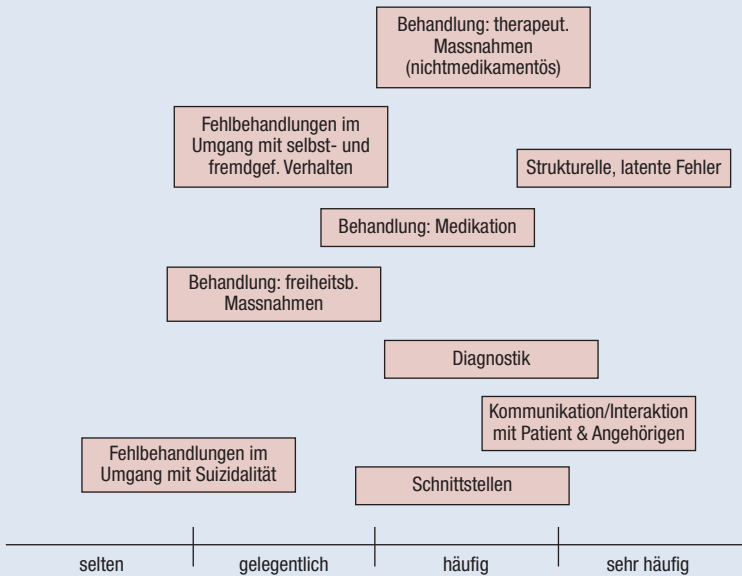 Behandlung: therapeut.
Massnahmen
(nichtmedikamentös)
Fehlbehandlungen im
Umgang mit selbst- und
fremdgef. Verhalten
Strukturelle, latente Fehler
Behandlung: Medikation
Behandlung: freiheitsb.
Massnahmen
Diagnostik
Kommunikation/Interaktion
mit Patient & Angehörigen
Fehlbehandlungen im
Umgang mit Suizidalität
Schnittstellen
selten
gelegentlich
häufig
sehr häufig